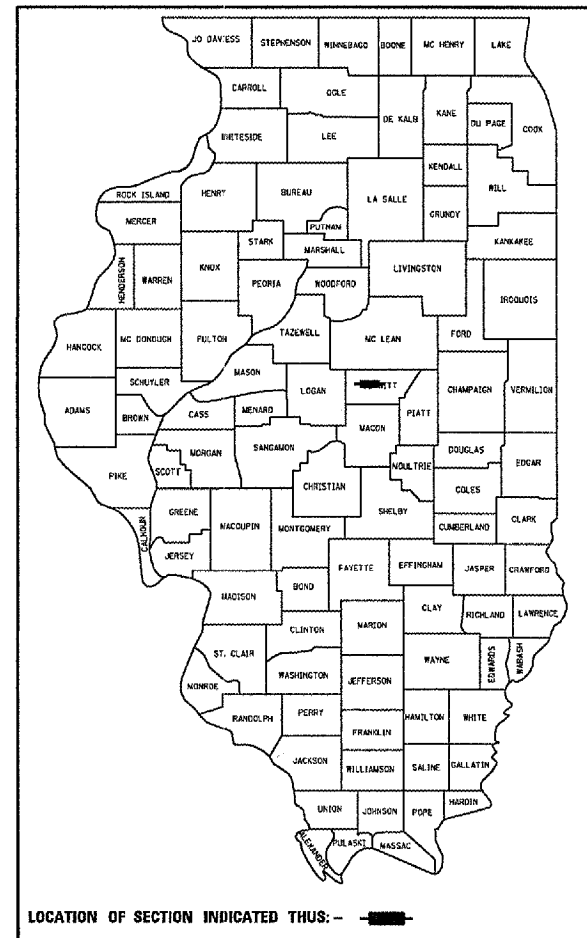 JO DAVIESS STEPHENSON WINNEBAGO BOONE MC HENRY LAKE
CARROLL OGLE DE KALB KANE DU PAGE COOK
WHITESIDE LEE
KENDALL WILL
ROCK ISLAND HENRY BUREAU LA SALLE GRUNDY
MERCER PUTNAM
STARK MARSHALL KANKAKEE
HENDERSON WARREN KNOX PEORIA WOODFORD LIVINGSTON IROQUOIS
HANCOCK MC DONOUGH FULTON TAZEWELL MC LEAN FORD
MASON
SCHUYLER LOGAN ITT CHAMPAIGN VERMILION
ADAMS BROWN CASS MENARD MACON PIATT
MORGAN SANGAMON DOUGLAS EDGAR
PIKE SCOTT CHRISTIAN MOULTRIE COLES
GREENE MACOUPIN MONTGOMERY SHELBY CUMBERLAND CLARK
CALHOUN JERSEY
FAYETTE EFFINGHAM JASPER CRAWFORD
MADISON BOND
CLAY RICHLAND LAWRENCE
CLINTON MARION
ST. CLAIR WAYNE EDWARDS WABASH
WASHINGTON JEFFERSON
MONROE
RANDOLPH PERRY HAMILTON WHITE
FRANKLIN
JACKSON WILLIAMSON SALINE GALLATIN
UNION JOHNSON POPE HARDIN
ALEXANDER PULASKI MASSAC
LOCATION OF SECTION INDICATED THUS: -